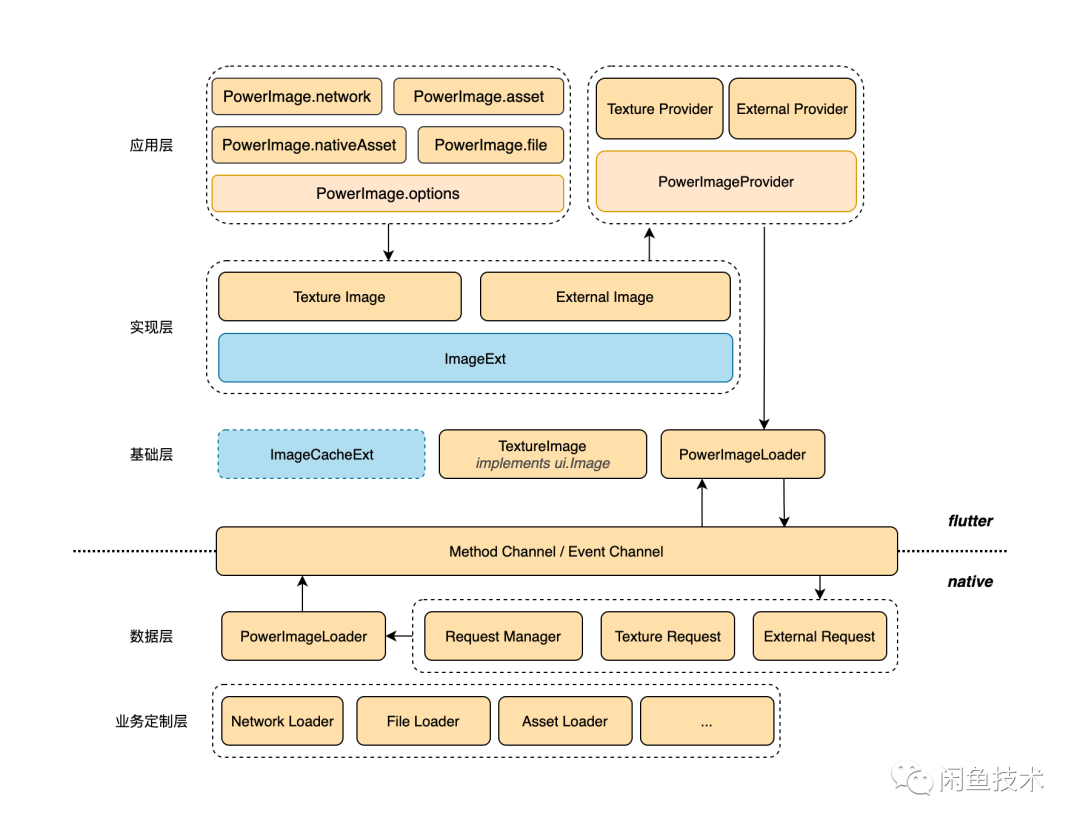 PowerImage.network
PowerImage.asset
Texture Provider
External Provider
应用层
PowerImage.nativeAsset
PowerImage.file
PowerImageProvider
PowerImage.options
Texture Image
External Image
实现层
ImageExt
基础层
ImageCacheExt
TextureImage
implements ui.Image
PowerImageLoader
flutter
Method Channel / Event Channel
native
数据层
PowerImageLoader
Request Manager
Texture Request
External Request
业务定制层
Network Loader
File Loader
Asset Loader
...
闲鱼技术